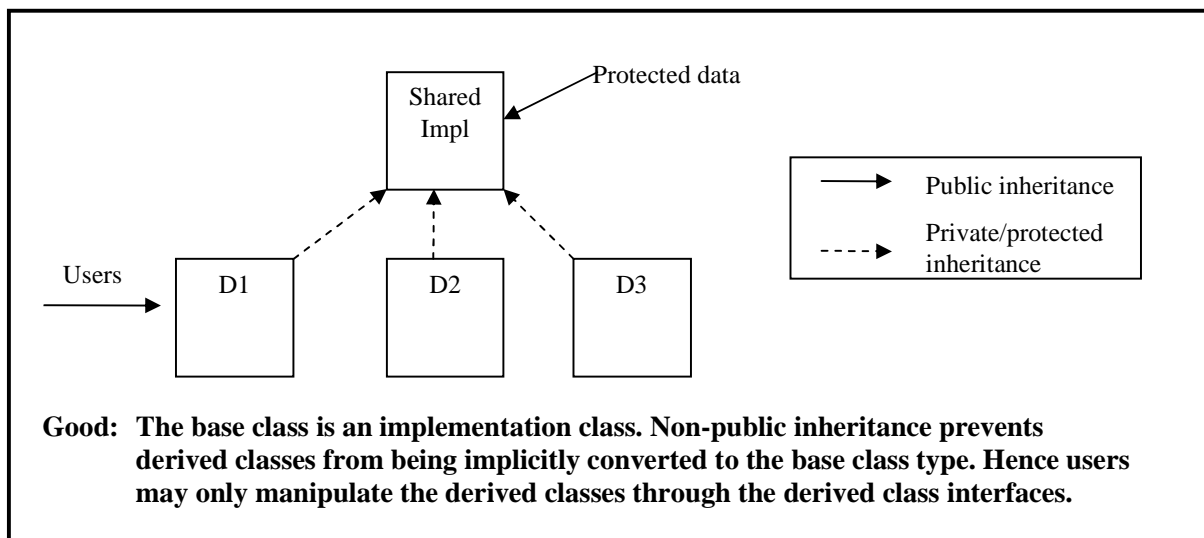 Protected data
Shared
Impl
Public inheritance
Private/protected
inheritance
Users
D1
D2
D3
Good: The base class is an implementation class. Non-public inheritance prevents
derived classes from being implicitly converted to the base class type. Hence users
may only manipulate the derived classes through the derived class interfaces.